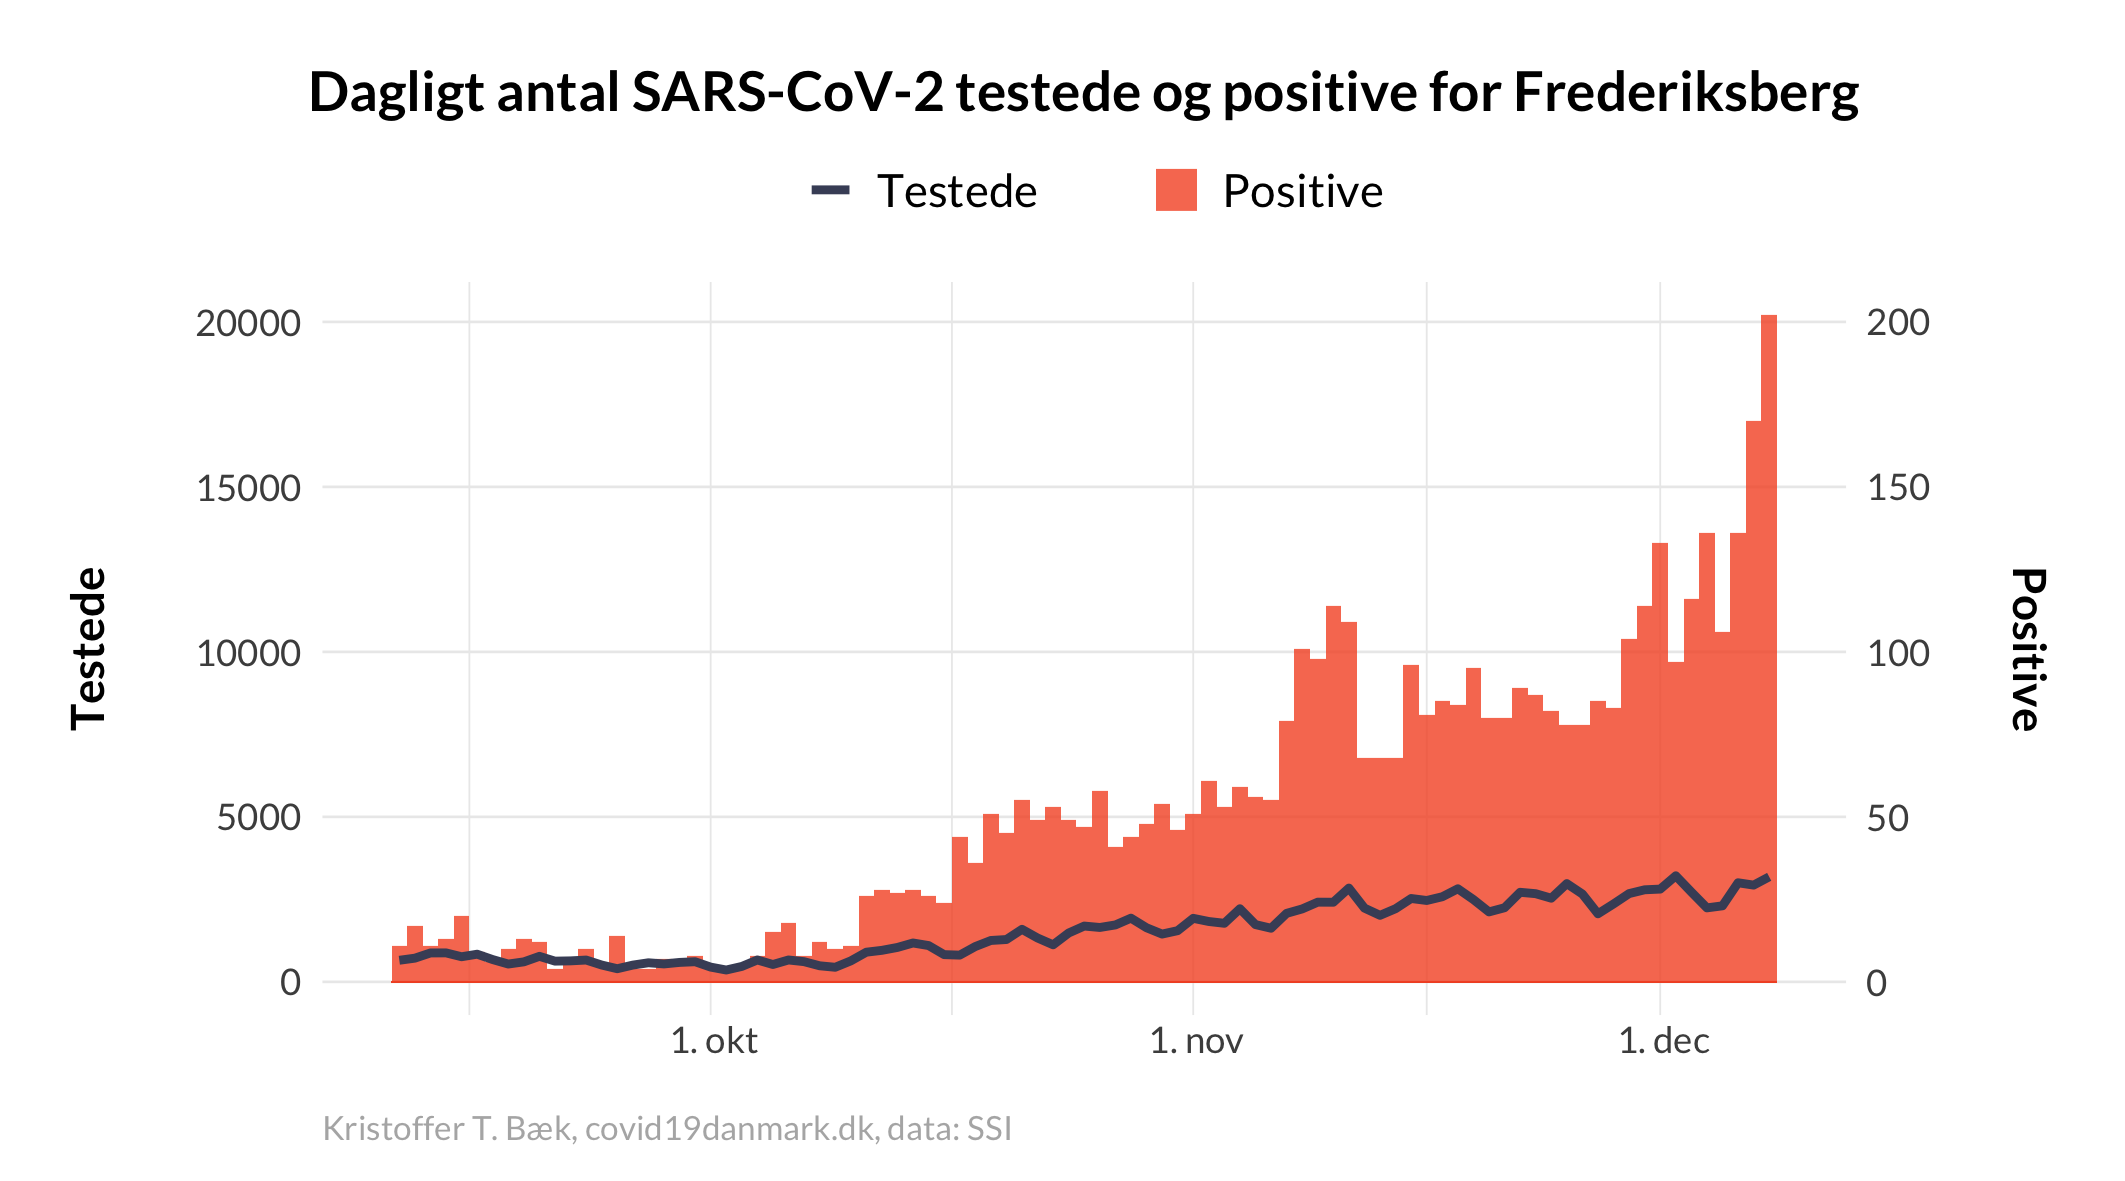 Dagligt antal SARS-CoV-2 testede og positive for Frederiksberg
Testede Positive
20000 200
15000 150
10000 100
5000 50
0 0
Testede
Positive
1. okt 1. nov 1. dec
Kristoffer T. Bæk, covid19danmark.dk, data: SSI